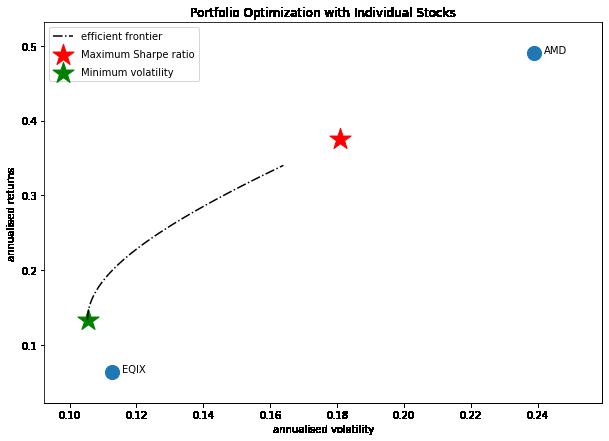 Portfolio Optimization with Individual Stocks
efficient frontier
Maximum Sharpe ratio
Minimum volatility
AMD
EQIX
0.5
0.4
0.3
0.2
0.1
annualised returns
0.10 0.12 0.14 0.16 0.18 0.20 0.22 0.24
annualised volatility